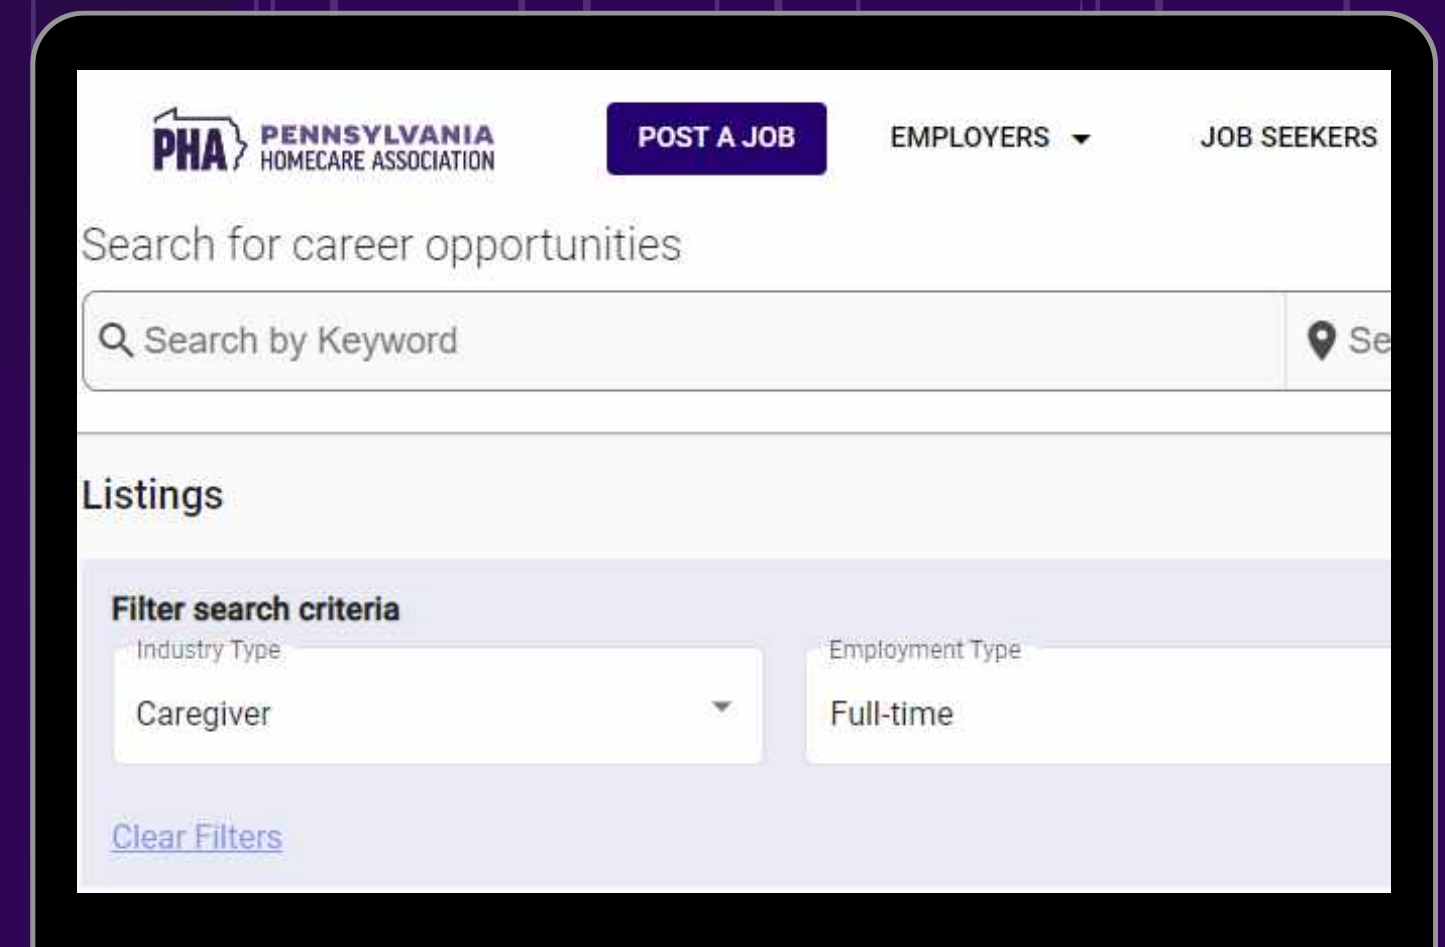 PHA PENNSYLVANIA
HOMECARE ASSOCIATION
POST A JOB
EMPLOYERS
JOB SEEKERS
Search for career opportunities
Search by Keyword
Se
Listings
Filter search criteria
Industry Type
Employment Type
Caregiver
Full-time
Clear Filters